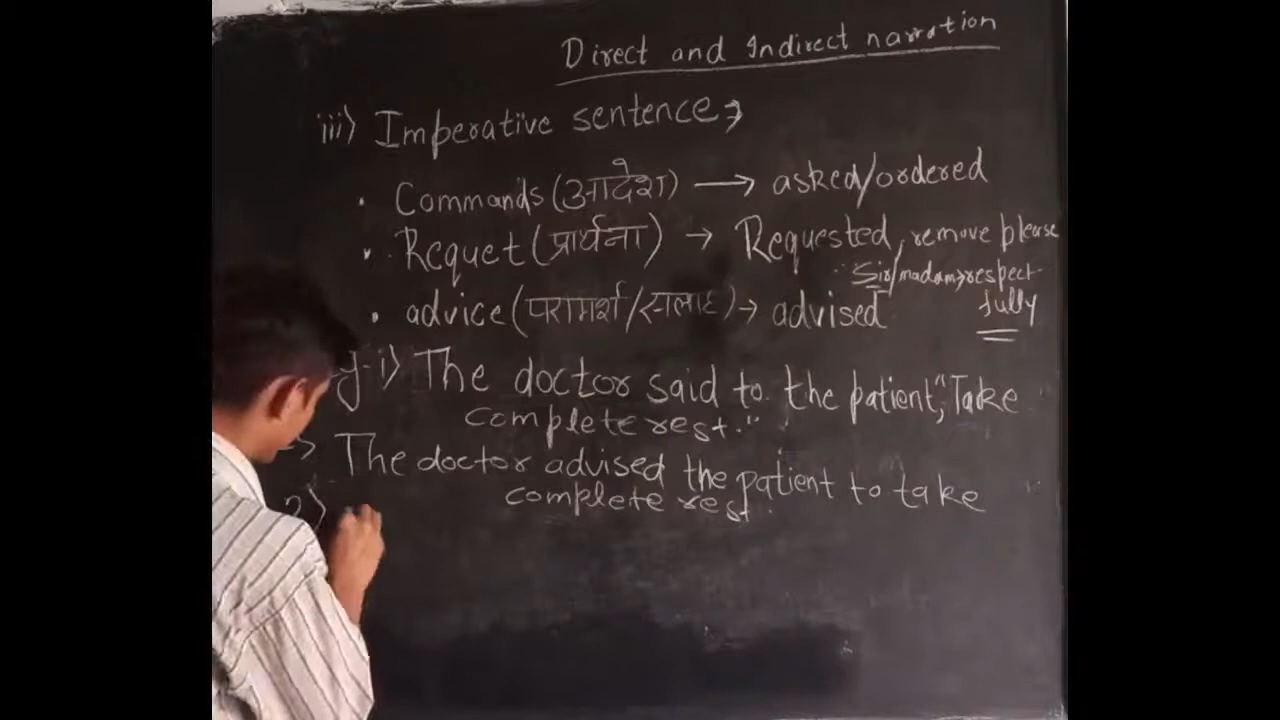 Direct and Indirect narration
iii) Imperative sentence →
• Commands (आदेश) → asked/ordered
• Requet (प्रार्थना) → Requested, remove please
Sir/madam → respect-
fully
• advice (परामर्श/सलाह) → advised
g-i) The doctor said to the patient, "Take
complete rest."
→ The doctor advised the patient to take
complete rest.
2)